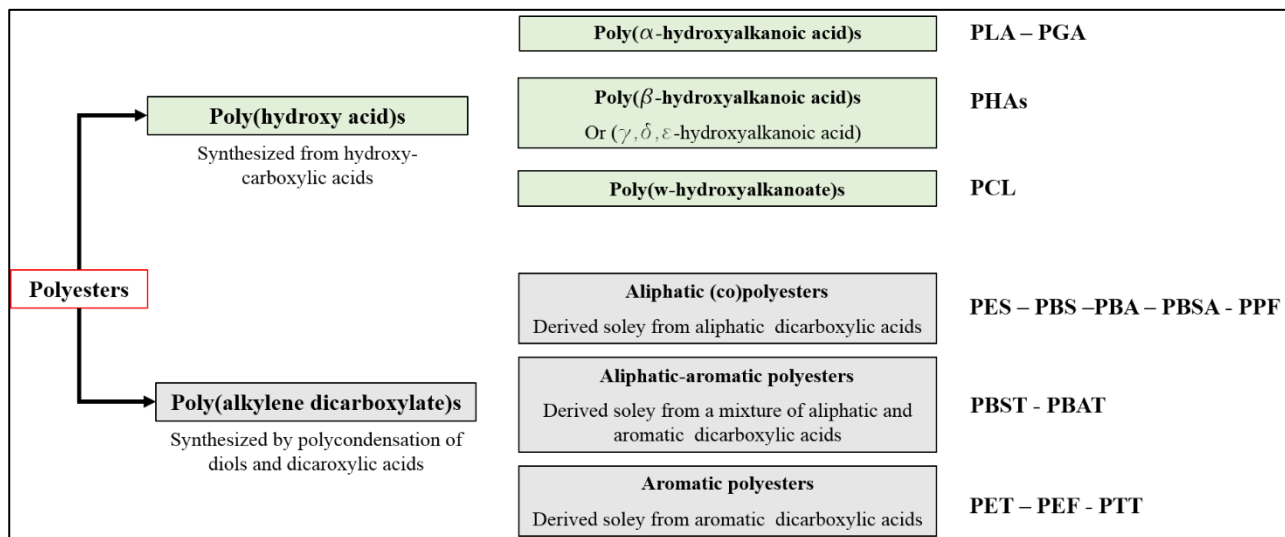 Poly(α-hydroxyalkanoic acid)s
PLA – PGA
Poly(hydroxy acid)s
Synthesized from hydroxy-
carboxylic acids
Poly(β-hydroxyalkanoic acid)s
Or (γ,δ,ε-hydroxyalkanoic acid)
PHAs
Poly(w-hydroxyalkanoate)s
PCL
Polyesters
Aliphatic (co)polyesters
Derived soley from aliphatic dicarboxylic acids
PES – PBS –PBA – PBSA - PPF
Poly(alkylene dicarboxylate)s
Synthesized by polycondensation of
diols and dicaroxylic acids
Aliphatic-aromatic polyesters
Derived soley from a mixture of aliphatic and
aromatic dicarboxylic acids
PBST - PBAT
Aromatic polyesters
Derived soley from aromatic dicarboxylic acids
PET – PEF - PTT